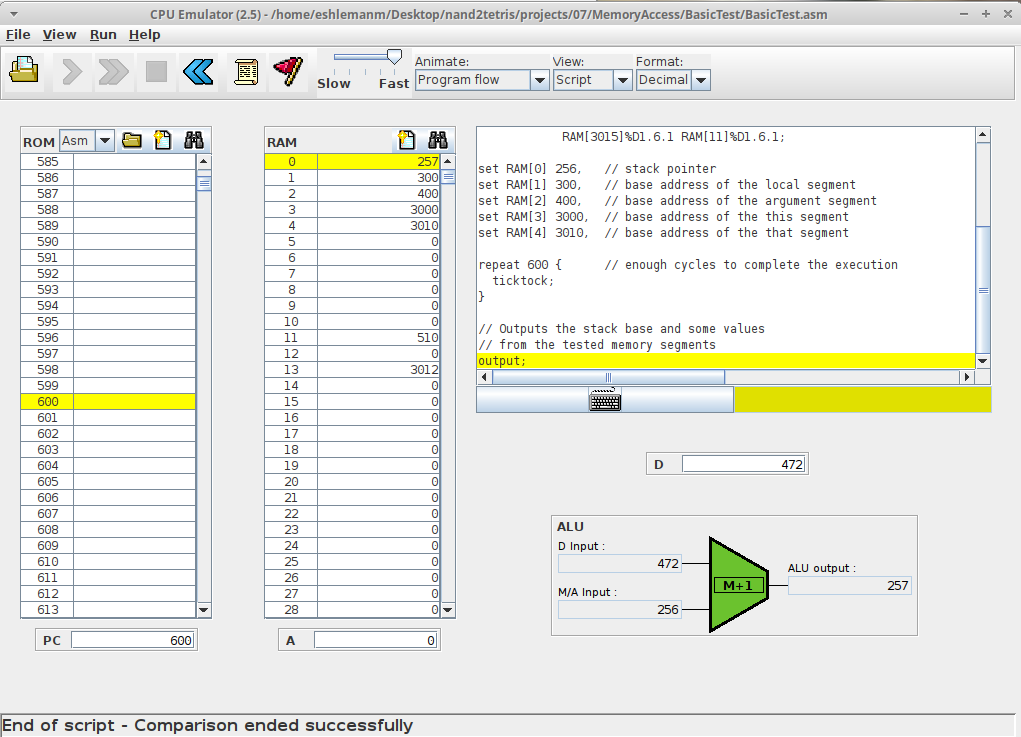 CPU Emulator (2.5) - /home/eshlemanm/Desktop/nand2tetris/projects/07/MemoryAccess/BasicTest/BasicTest.asm
File View Run Help
Slow Fast
Animate: View: Format:
Program flow Script Decimal
ROM Asm
585
586
587
588
589
590
591
592
593
594
595
596
597
598
599
600
601
602
603
604
605
606
607
608
609
610
611
612
613
PC 600
RAM
0 257
1 300
2 400
3 3000
4 3010
5 0
6 0
7 0
8 0
9 0
10 0
11 510
12 0
13 3012
14 0
15 0
16 0
17 0
18 0
19 0
20 0
21 0
22 0
23 0
24 0
25 0
26 0
27 0
28 0
A 0
RAM[3015]%D1.6.1 RAM[11]%D1.6.1;
set RAM[0] 256, // stack pointer
set RAM[1] 300, // base address of the local segment
set RAM[2] 400, // base address of the argument segment
set RAM[3] 3000, // base address of the this segment
set RAM[4] 3010, // base address of the that segment
repeat 600 { // enough cycles to complete the execution
ticktock;
}
// Outputs the stack base and some values
// from the tested memory segments
output;
D 472
ALU
D Input :
472
M/A Input :
256
M+1
ALU output :
257
End of script - Comparison ended successfully